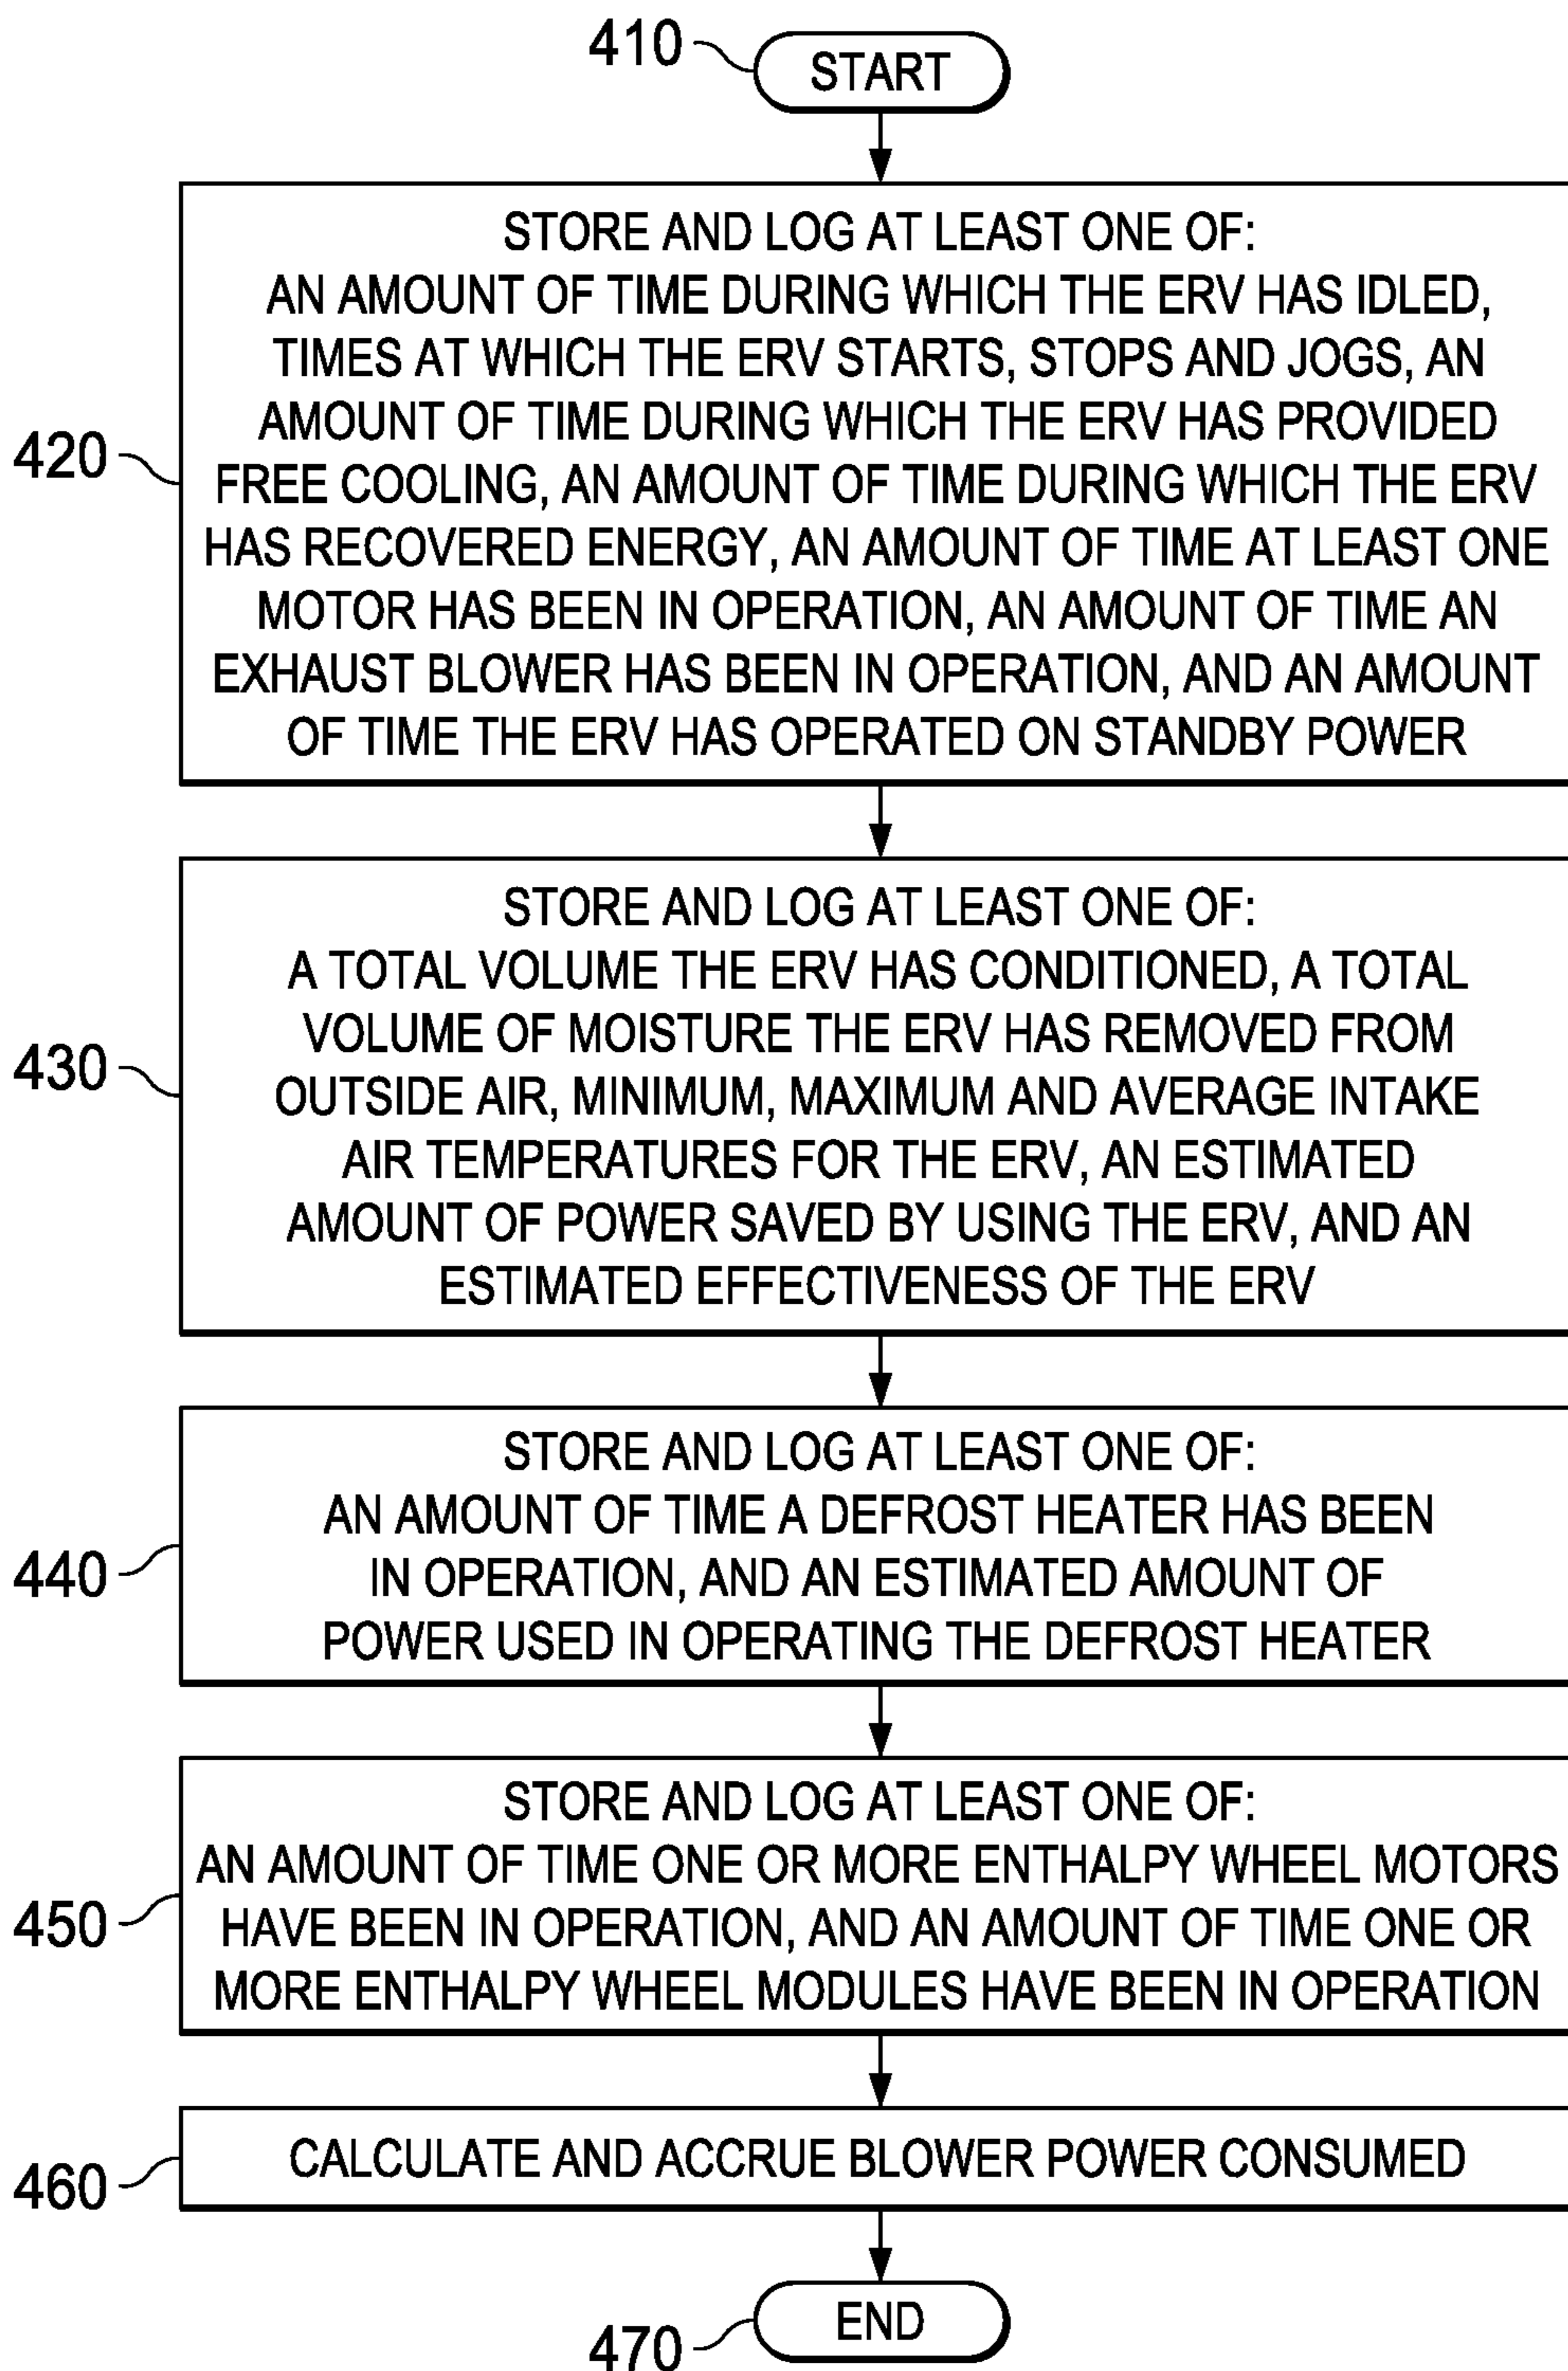 410
START
420
STORE AND LOG AT LEAST ONE OF:
AN AMOUNT OF TIME DURING WHICH THE ERV HAS IDLED,
TIMES AT WHICH THE ERV STARTS, STOPS AND JOGS, AN
AMOUNT OF TIME DURING WHICH THE ERV HAS PROVIDED
FREE COOLING, AN AMOUNT OF TIME DURING WHICH THE ERV
HAS RECOVERED ENERGY, AN AMOUNT OF TIME AT LEAST ONE
MOTOR HAS BEEN IN OPERATION, AN AMOUNT OF TIME AN
EXHAUST BLOWER HAS BEEN IN OPERATION, AND AN AMOUNT
OF TIME THE ERV HAS OPERATED ON STANDBY POWER
430
STORE AND LOG AT LEAST ONE OF:
A TOTAL VOLUME THE ERV HAS CONDITIONED, A TOTAL
VOLUME OF MOISTURE THE ERV HAS REMOVED FROM
OUTSIDE AIR, MINIMUM, MAXIMUM AND AVERAGE INTAKE
AIR TEMPERATURES FOR THE ERV, AN ESTIMATED
AMOUNT OF POWER SAVED BY USING THE ERV, AND AN
ESTIMATED EFFECTIVENESS OF THE ERV
440
STORE AND LOG AT LEAST ONE OF:
AN AMOUNT OF TIME A DEFROST HEATER HAS BEEN
IN OPERATION, AND AN ESTIMATED AMOUNT OF
POWER USED IN OPERATING THE DEFROST HEATER
450
STORE AND LOG AT LEAST ONE OF:
AN AMOUNT OF TIME ONE OR MORE ENTHALPY WHEEL MOTORS
HAVE BEEN IN OPERATION, AND AN AMOUNT OF TIME ONE OR
MORE ENTHALPY WHEEL MODULES HAVE BEEN IN OPERATION
460
CALCULATE AND ACCRUE BLOWER POWER CONSUMED
470
END